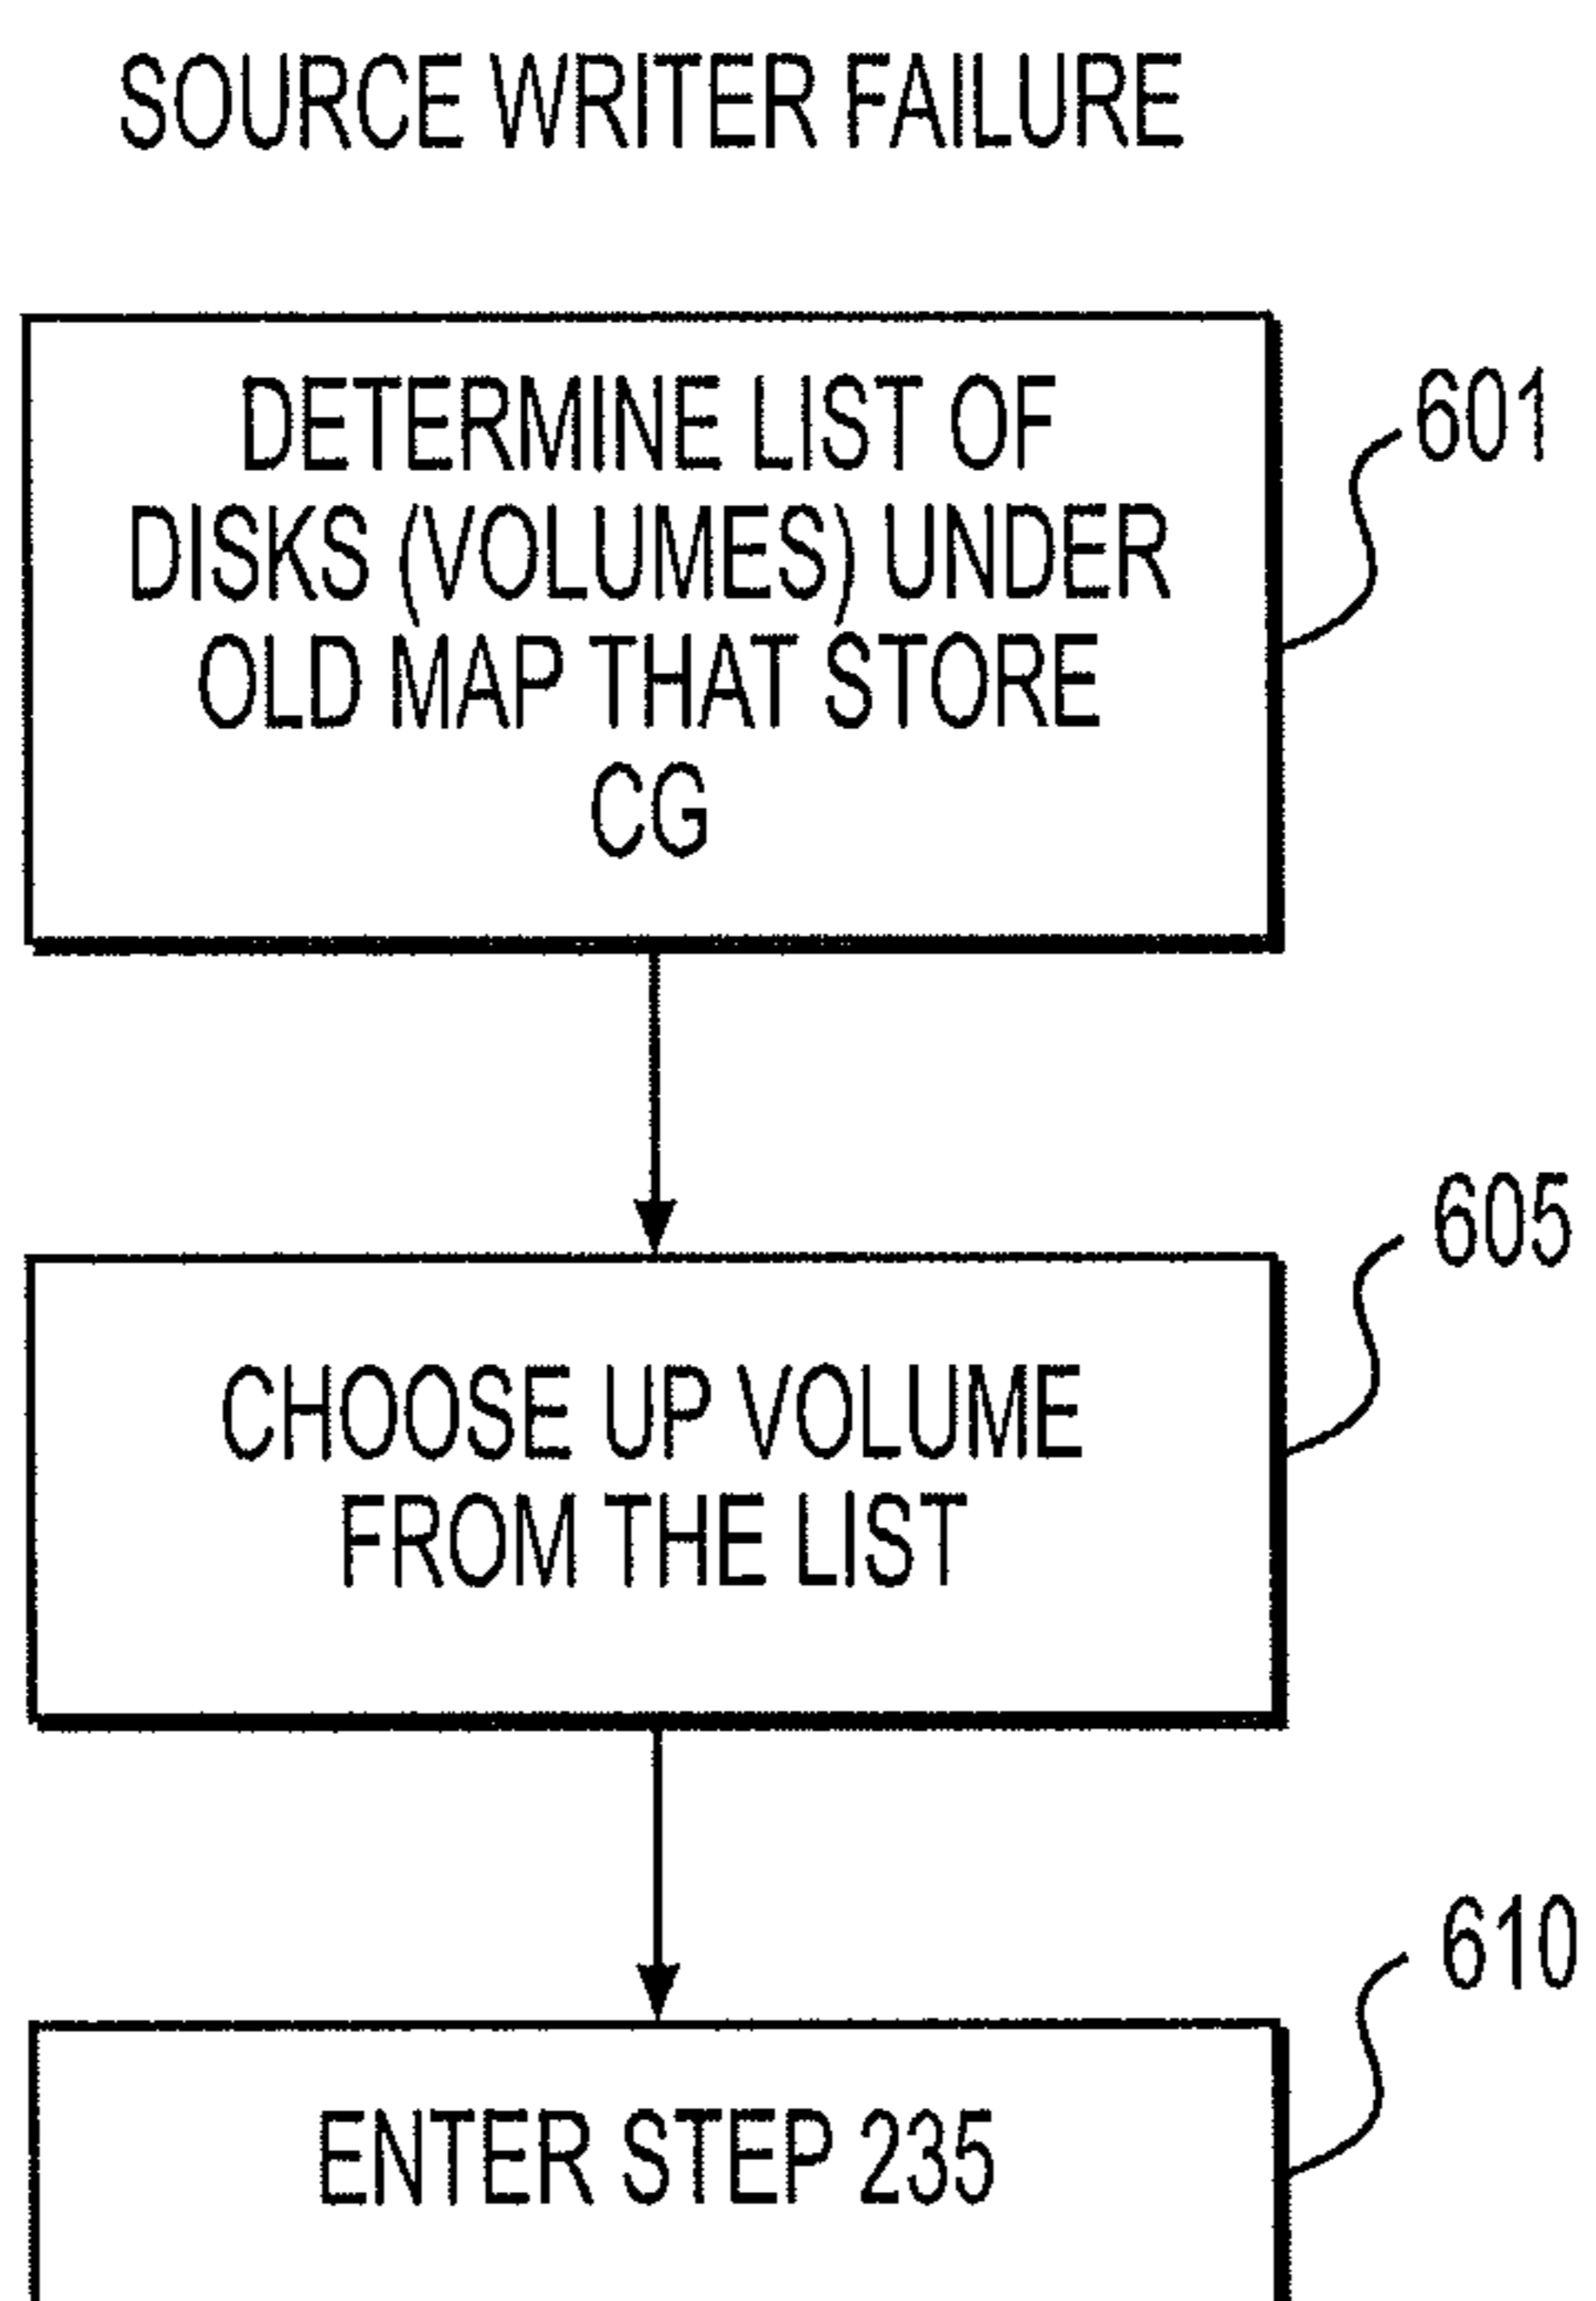 SOURCE WRITER FAILURE
DETERMINE LIST OF
DISKS (VOLUMES) UNDER
OLD MAP THAT STORE
CG
601
CHOOSE UP VOLUME
FROM THE LIST
605
ENTER STEP 235
610